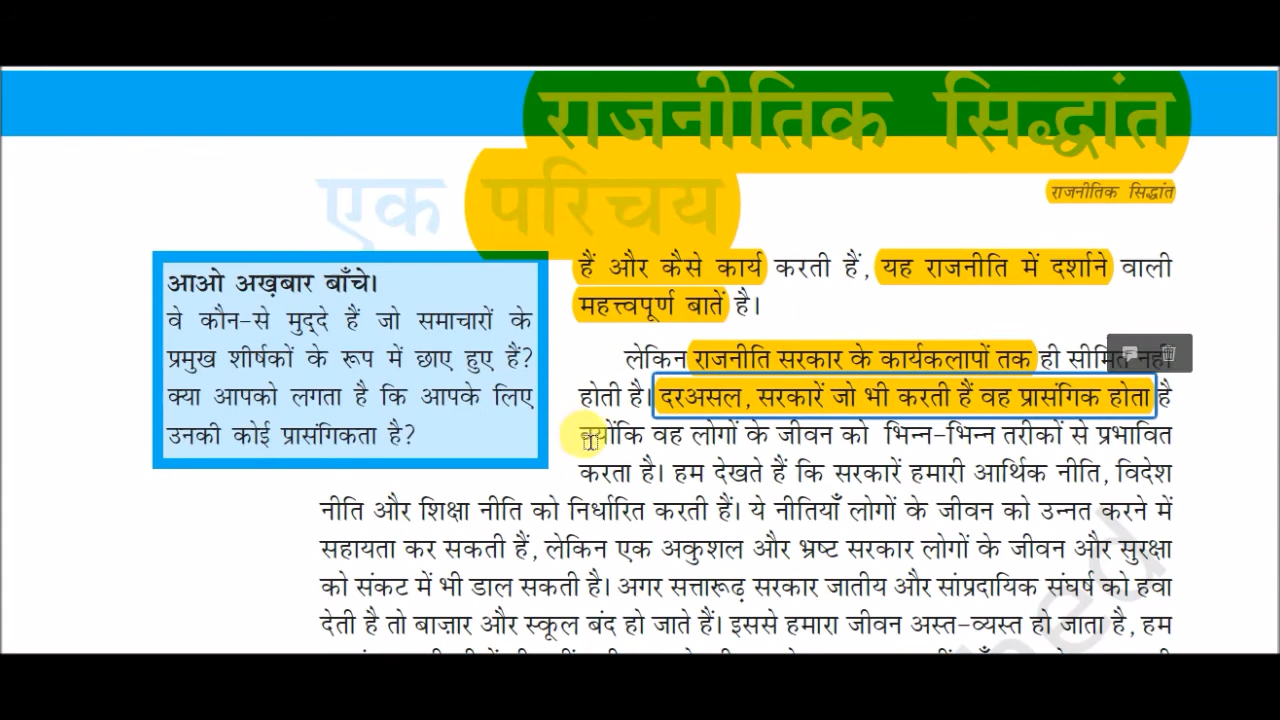 राजनीतिक सिद्धांत
एक परिचय
राजनीतिक सिद्धांत
आओ अख़बार बाँचे।
वे कौन-से मुद्‌दे हैं जो समाचारों के
प्रमुख शीर्षकों के रूप में छाए हुए हैं?
क्या आपको लगता है कि आपके लिए
उनकी कोई प्रासंगिकता है?
हैं और कैसे कार्य करती हैं, यह राजनीति में दर्शाने वाली
महत्त्वपूर्ण बातें है।
लेकिन राजनीति सरकार के कार्यकलापों तक ही सीमित नहीं
होती है। दरअसल, सरकारें जो भी करती हैं वह प्रासंगिक होता है
क्योंकि वह लोगों के जीवन को भिन्न-भिन्न तरीकों से प्रभावित
करता है। हम देखते हैं कि सरकारें हमारी आर्थिक नीति, विदेश
नीति और शिक्षा नीति को निर्धारित करती हैं। ये नीतियाँ लोगों के जीवन को उन्नत करने में
सहायता कर सकती हैं, लेकिन एक अकुशल और भ्रष्ट सरकार लोगों के जीवन और सुरक्षा
को संकट में भी डाल सकती है। अगर सत्तारूढ़ सरकार जातीय और सांप्रदायिक संघर्ष को हवा
देती है तो बाज़ार और स्कूल बंद हो जाते हैं। इससे हमारा जीवन अस्त-व्यस्त हो जाता है, हम